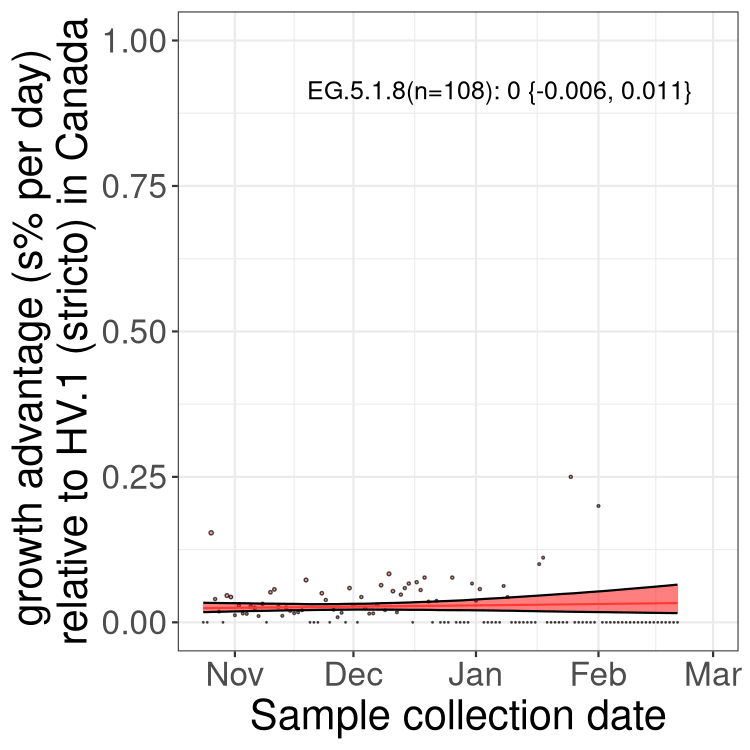 growth advantage (s% per day)
relative to HV.1 (stricto) in Canada
1.00
0.75
0.50
0.25
0.00
EG.5.1.8(n=108): 0 {-0.006, 0.011}
Nov Dec Jan Feb Mar
Sample collection date